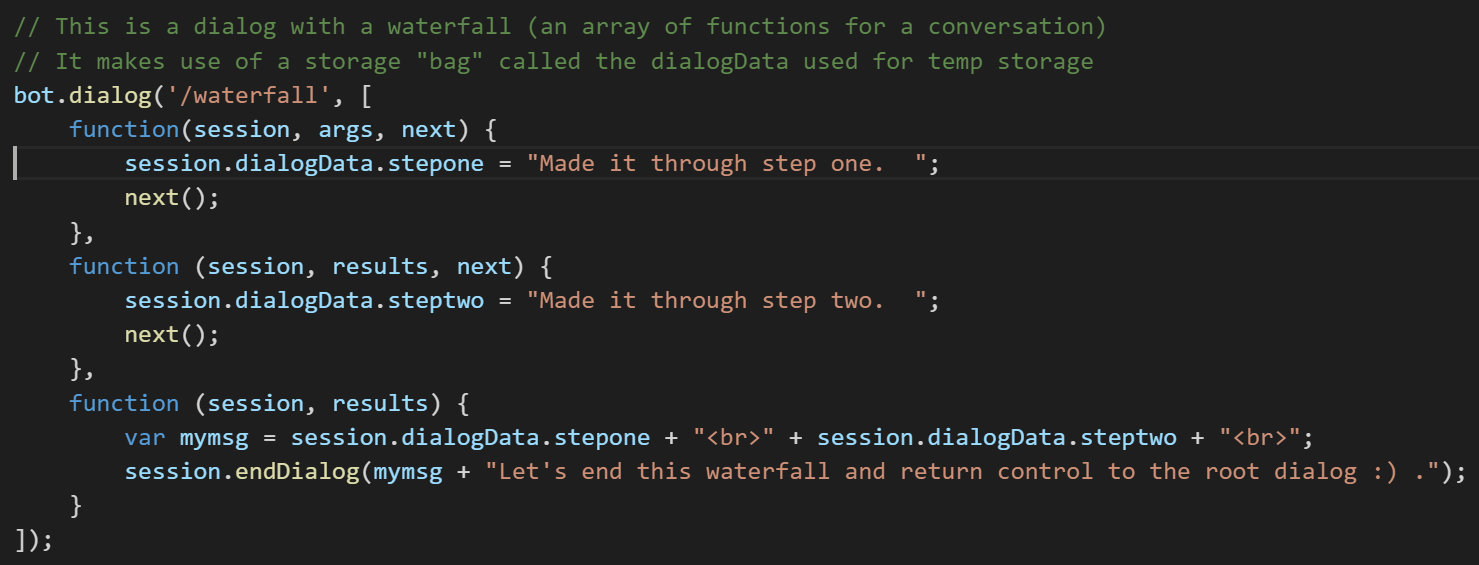 // This is a dialog with a waterfall (an array of functions for a conversation)
// It makes use of a storage "bag" called the dialogData used for temp storage
bot.dialog('/waterfall', [
    function(session, args, next) {
        session.dialogData.stepone = "Made it through step one.  ";
        next();
    },
    function (session, results, next) {
        session.dialogData.steptwo = "Made it through step two.  ";
        next();
    },
    function (session, results) {
        var mymsg = session.dialogData.stepone + "<br>" + session.dialogData.steptwo + "<br>";
        session.endDialog(mymsg + "Let's end this waterfall and return control to the root dialog :) .");
    }
]);